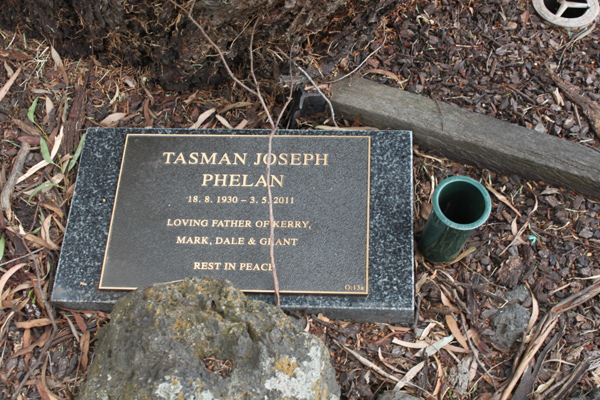 TASMAN JOSEPH
PHELAN
18. 8. 1930 – 3. 5. 2011
LOVING FATHER OF KERRY,
MARK, DALE & GRANT
REST IN PEACE
O:13a